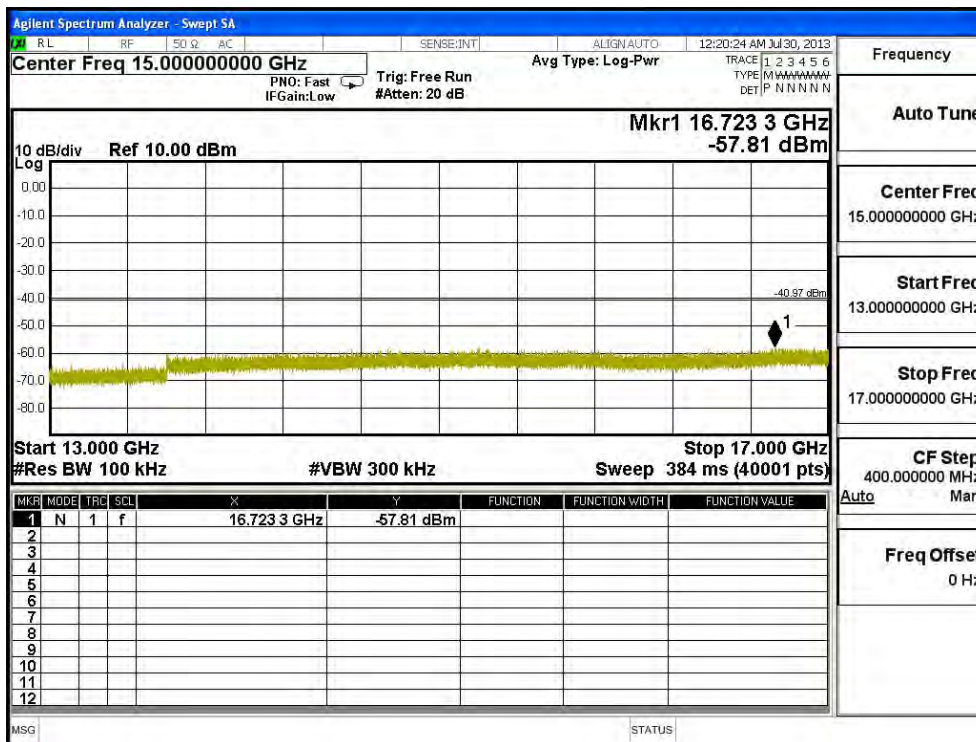 Agilent Spectrum Analyzer - Swept SA
LXI RL RF 50 Ω AC SENSE:INT ALIGNAUTO 12:20:24 AM Jul 30, 2013
Center Freq 15.000000000 GHz
PNO: Fast
IFGain:Low
Trig: Free Run
#Atten: 20 dB
Avg Type: Log-Pwr
TRACE 1 2 3 4 5 6
TYPE MWWWWW
DET P N N N N N
Mkr1 16.723 3 GHz
-57.81 dBm
10 dB/div Ref 10.00 dBm
Log
0.00
-10.0
-20.0
-30.0
-40.0
-50.0
-60.0
-70.0
-80.0
-40.97 dBm
1
Start 13.000 GHz Stop 17.000 GHz
#Res BW 100 kHz #VBW 300 kHz Sweep 384 ms (40001 pts)
MKR MODE TRC SCL X Y FUNCTION FUNCTION WIDTH FUNCTION VALUE
1 N 1 f 16.723 3 GHz -57.81 dBm
2
3
4
5
6
7
8
9
10
11
12
MSG STATUS
Frequency
Auto Tune
Center Freq
15.000000000 GHz
Start Freq
13.000000000 GHz
Stop Freq
17.000000000 GHz
CF Step
400.000000 MHz
Auto Man
Freq Offset
0 Hz